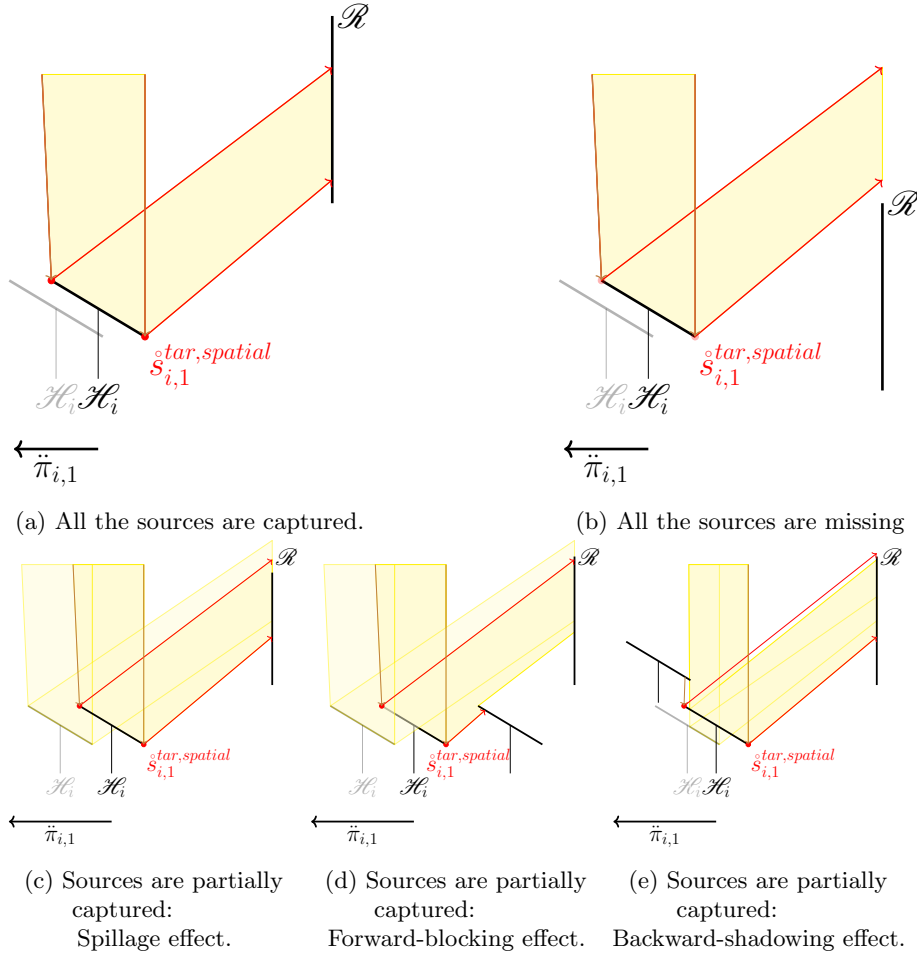 ℛ
ℛ
s̊_{i,1}^{tar,spatial}
s̊_{i,1}^{tar,spatial}
ℋ_i ℋ_i
ℋ_i ℋ_i
π̈_{i,1}
π̈_{i,1}
(a) All the sources are captured.
(b) All the sources are missing
ℛ
ℛ
ℛ
s̊_{i,1}^{tar,spatial}
s̊_{i,1}^{tar,spatial}
s̊_{i,1}^{tar,spatial}
ℋ_i ℋ_i
ℋ_i ℋ_i
ℋ_i ℋ_i
π̈_{i,1}
π̈_{i,1}
π̈_{i,1}
(c) Sources are partially
captured:
Spillage effect.
(d) Sources are partially
captured:
Forward-blocking effect.
(e) Sources are partially
captured:
Backward-shadowing effect.